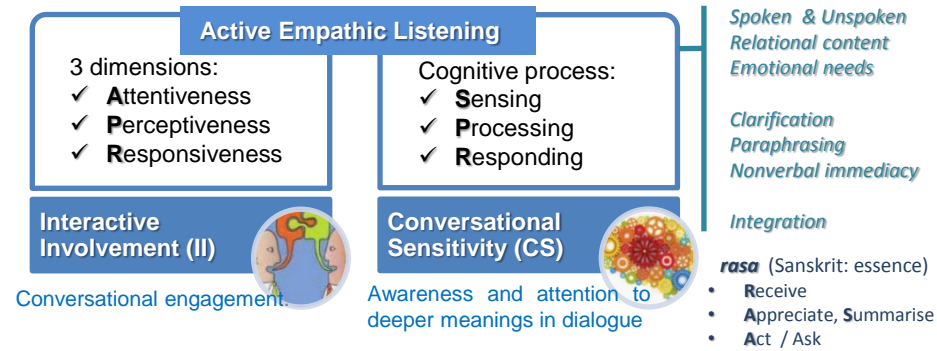 Active Empathic Listening
3 dimensions:
✓ Attentiveness
✓ Perceptiveness
✓ Responsiveness
Interactive
Involvement (II)
Conversational engagement.
Cognitive process:
✓ Sensing
✓ Processing
✓ Responding
Conversational
Sensitivity (CS)
Awareness and attention to
deeper meanings in dialogue
Spoken & Unspoken
Relational content
Emotional needs
Clarification
Paraphrasing
Nonverbal immediacy
Integration
rasa (Sanskrit: essence)
• Receive
• Appreciate, Summarise
• Act / Ask